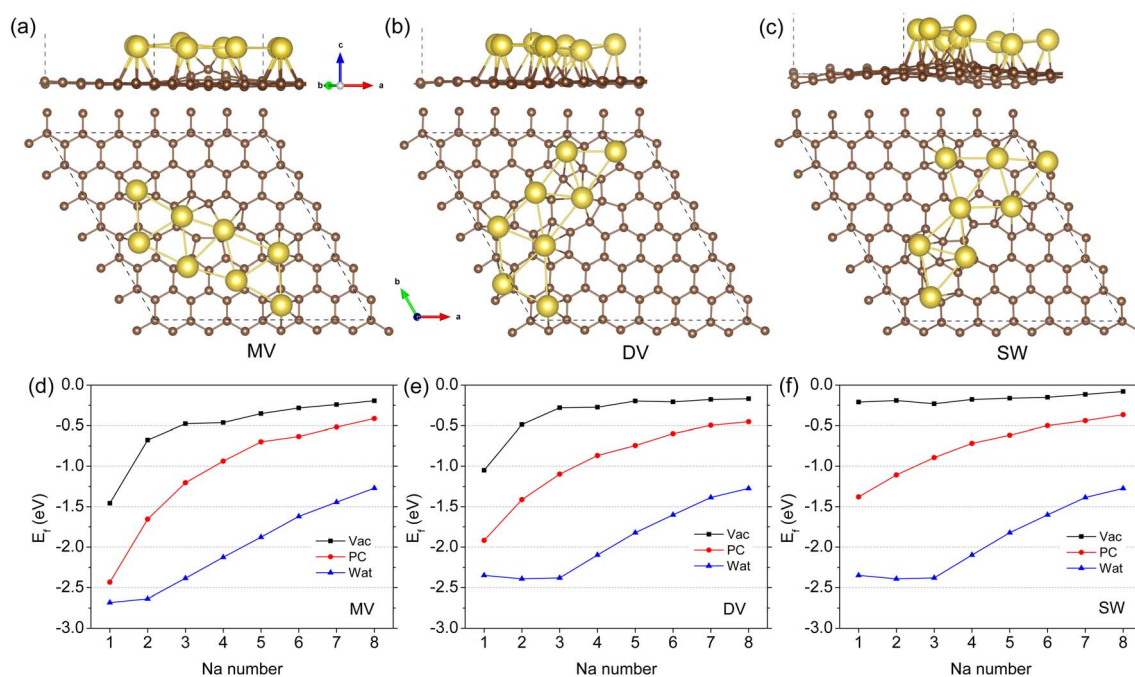 (a)
(b)
(c)
c
b
a
b
a
MV
DV
SW
(d)
(e)
(f)
0.0
-0.5
-1.0
-1.5
-2.0
-2.5
-3.0
E_f (eV)
Vac
PC
Wat
MV
1 2 3 4 5 6 7 8
Na number
0.0
-0.5
-1.0
-1.5
-2.0
-2.5
-3.0
E_f (eV)
Vac
PC
Wat
DV
1 2 3 4 5 6 7 8
Na number
0.0
-0.5
-1.0
-1.5
-2.0
-2.5
-3.0
E_f (eV)
Vac
PC
Wat
SW
1 2 3 4 5 6 7 8
Na number